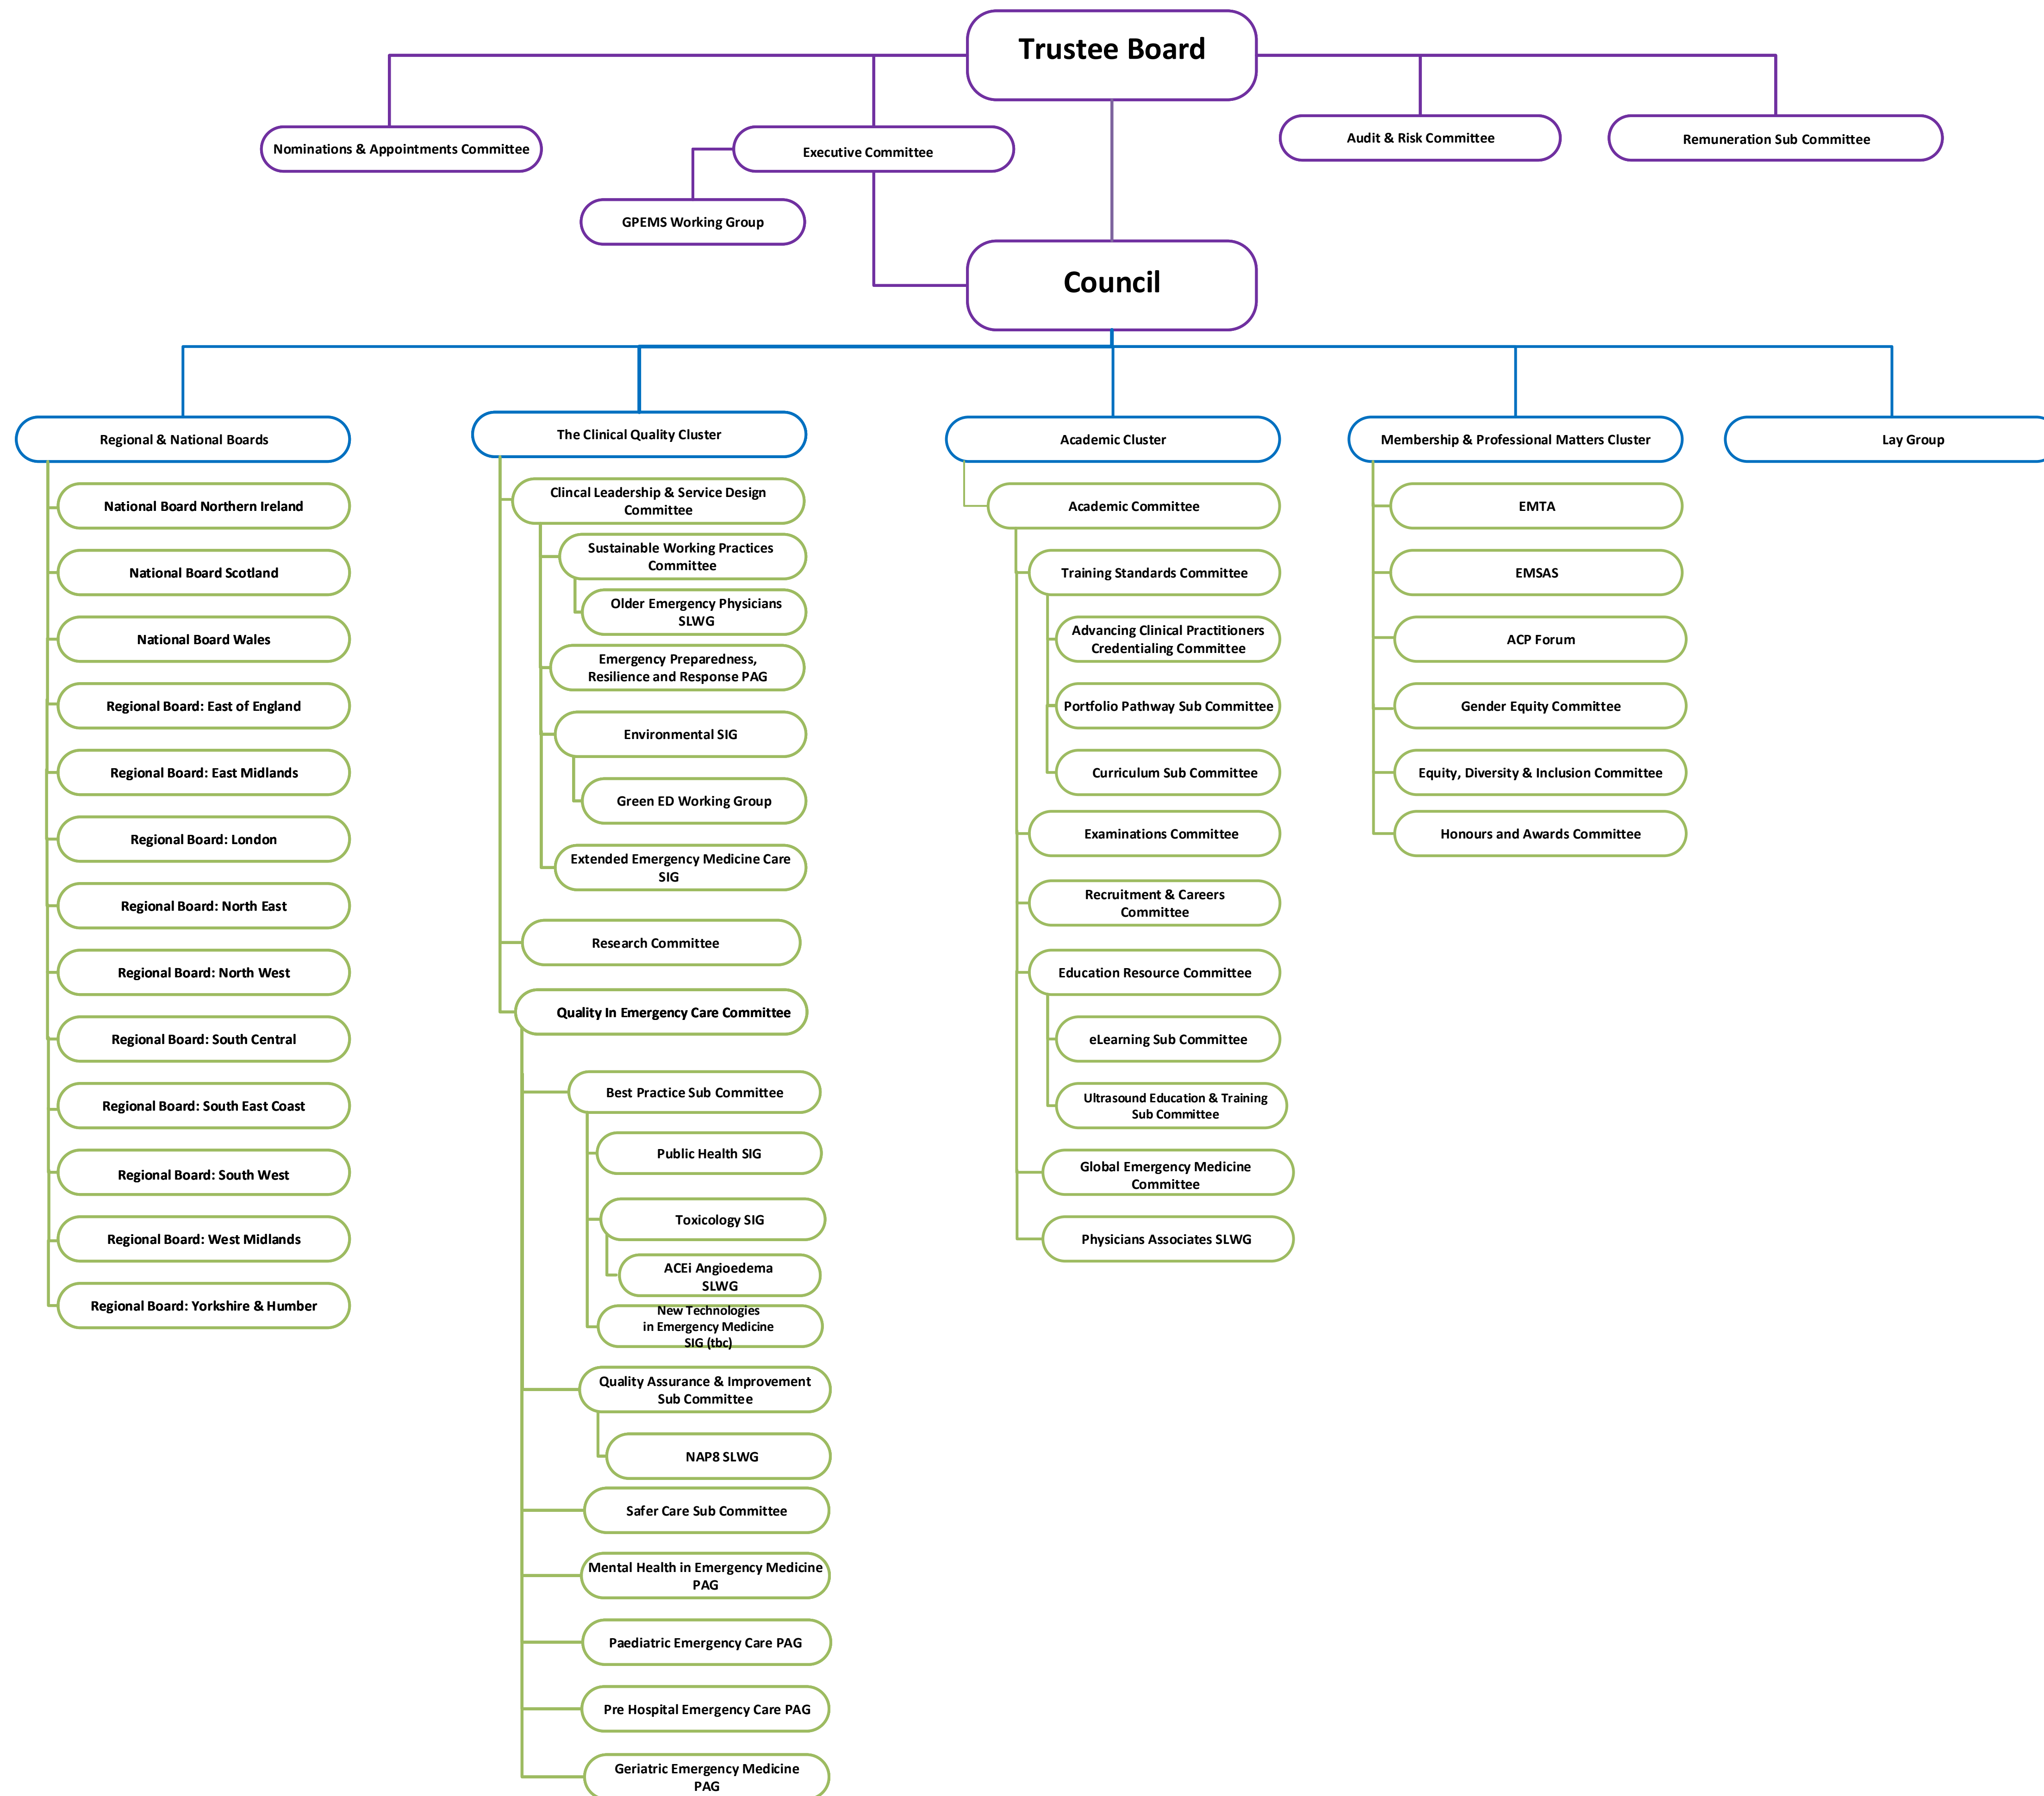 Trustee Board
Nominations & Appointments Committee
Executive Committee
Audit & Risk Committee
Remuneration Sub Committee
GPEMS Working Group
Council
Regional & National Boards
National Board Northern Ireland
National Board Scotland
National Board Wales
Regional Board: East of England
Regional Board: East Midlands
Regional Board: London
Regional Board: North East
Regional Board: North West
Regional Board: South Central
Regional Board: South East Coast
Regional Board: South West
Regional Board: West Midlands
Regional Board: Yorkshire & Humber
The Clinical Quality Cluster
Clincal Leadership & Service Design
Committee
Sustainable Working Practices
Committee
Older Emergency Physicians
SLWG
Emergency Preparedness,
Resilience and Response PAG
Environmental SIG
Green ED Working Group
Extended Emergency Medicine Care
SIG
Research Committee
Quality In Emergency Care Committee
Best Practice Sub Committee
Public Health SIG
Toxicology SIG
ACEi Angioedema
SLWG
New Technologies
in Emergency Medicine
SIG (tbc)
Quality Assurance & Improvement
Sub Committee
NAP8 SLWG
Safer Care Sub Committee
Mental Health in Emergency Medicine
PAG
Paediatric Emergency Care PAG
Pre Hospital Emergency Care PAG
Geriatric Emergency Medicine
PAG
Academic Cluster
Academic Committee
Training Standards Committee
Advancing Clinical Practitioners
Credentialing Committee
Portfolio Pathway Sub Committee
Curriculum Sub Committee
Examinations Committee
Recruitment & Careers
Committee
Education Resource Committee
eLearning Sub Committee
Ultrasound Education & Training
Sub Committee
Global Emergency Medicine
Committee
Physicians Associates SLWG
Membership & Professional Matters Cluster
EMTA
EMSAS
ACP Forum
Gender Equity Committee
Equity, Diversity & Inclusion Committee
Honours and Awards Committee
Lay Group